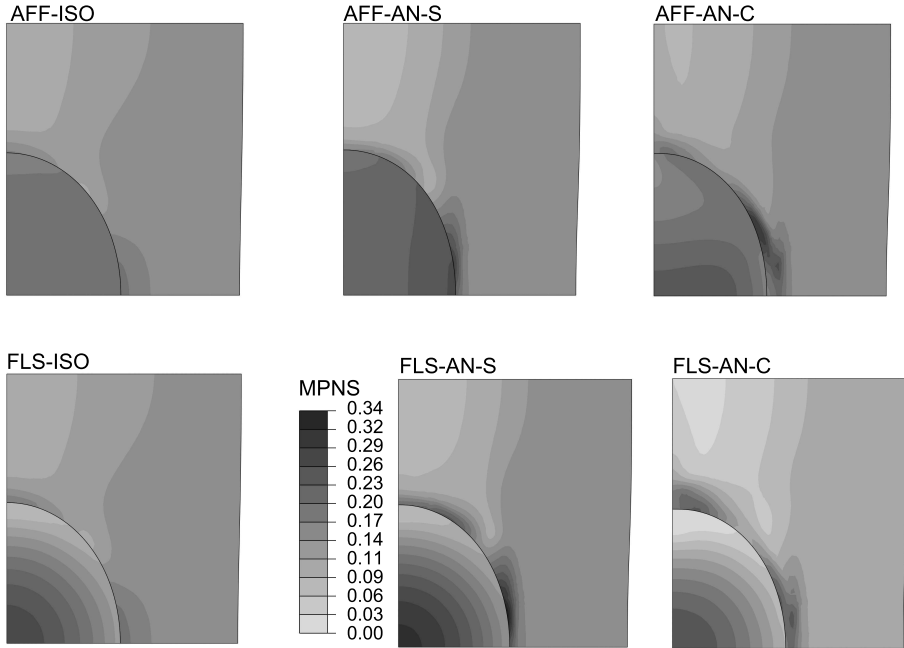 AFF-ISO
AFF-AN-S
AFF-AN-C
FLS-ISO
FLS-AN-S
FLS-AN-C
MPNS
0.34
0.32
0.29
0.26
0.23
0.20
0.17
0.14
0.11
0.09
0.06
0.03
0.00